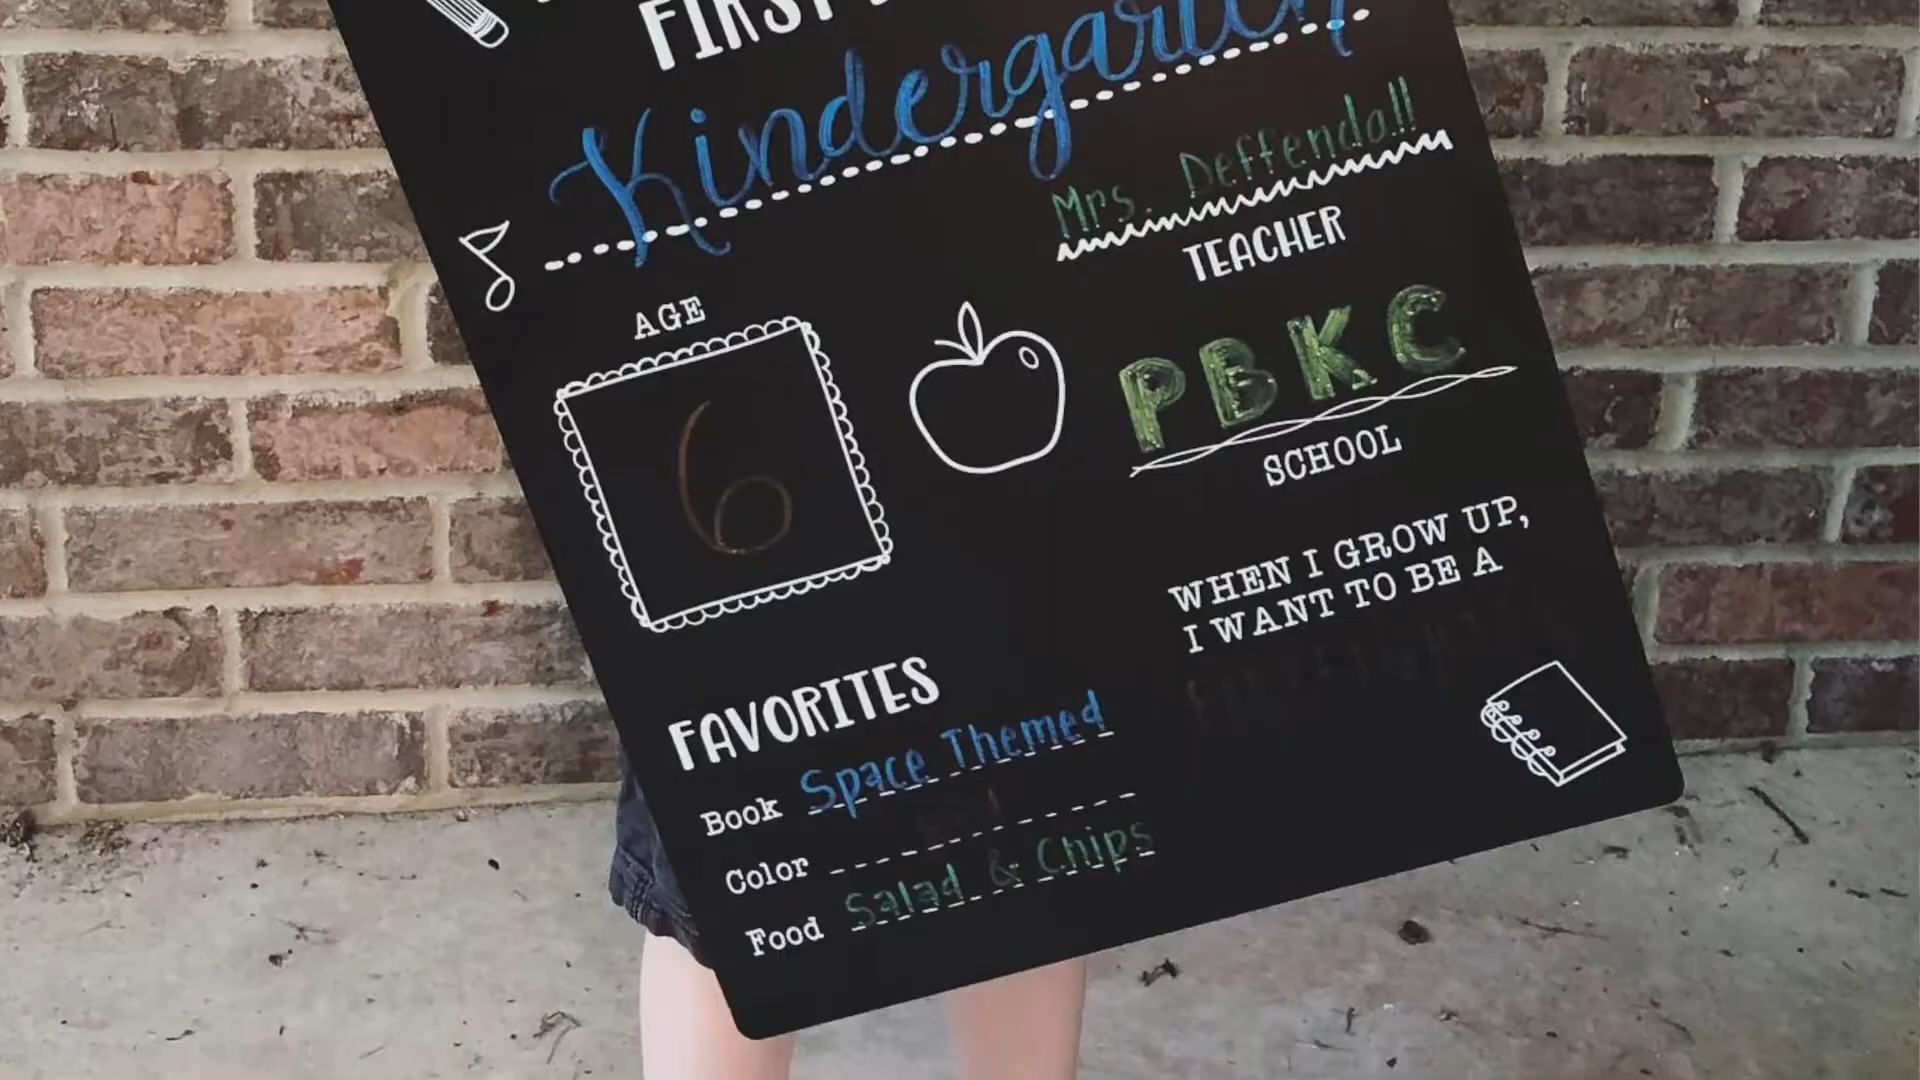 FIRST
Kindergarten
Mrs. Deffendall
TEACHER
AGE
6
PBKC
SCHOOL
WHEN I GROW UP,
I WANT TO BE A
FAVORITES
Book Space Themed
Color
Food Salad & Chips